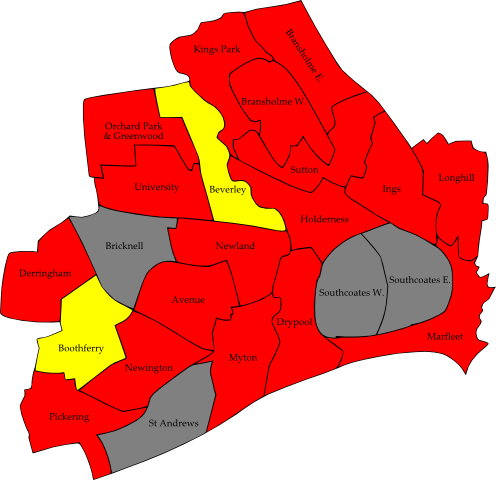 Kings Park
Bransholme E.
Bransholme W.
Orchard Park
& Greenwood
Sutton
Longhill
University
Beverley
Ings
Holderness
Bricknell
Newland
Derringham
Southcoates E.
Southcoates W.
Avenue
Drypool
Marfleet
Boothferry
Myton
Newington
Pickering
St Andrews